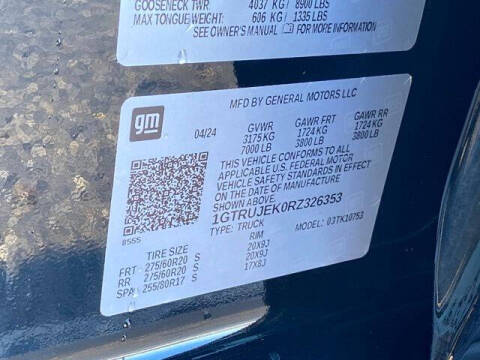 GOOSENECK TWR: 4037 KG/ 8900 LBS
MAX TONGUE WEIGHT: 606 KG/ 1335 LBS
SEE OWNER'S MANUAL FOR MORE INFORMATION
gm
MFD BY GENERAL MOTORS LLC
04/24 GVWR GAWR FRT GAWR RR
3175KG 1724 KG 1724 KG
7000 LB 3800 LB 3800 LB
THIS VEHICLE CONFORMS TO ALL
APPLICABLE U.S. FEDERAL MOTOR
VEHICLE SAFETY STANDARDS IN EFFECT
ON THE DATE OF MANUFACTURE SHOWN ABOVE.
1GTRUJEK0RZ326353
8555 TYPE: TRUCK 03TK10753
TIRE SIZE RIM
FRT 275/60R20 S 20X9J
RR 275/60R20 S 20X9J
SPA 255/80R17 S 17X8J